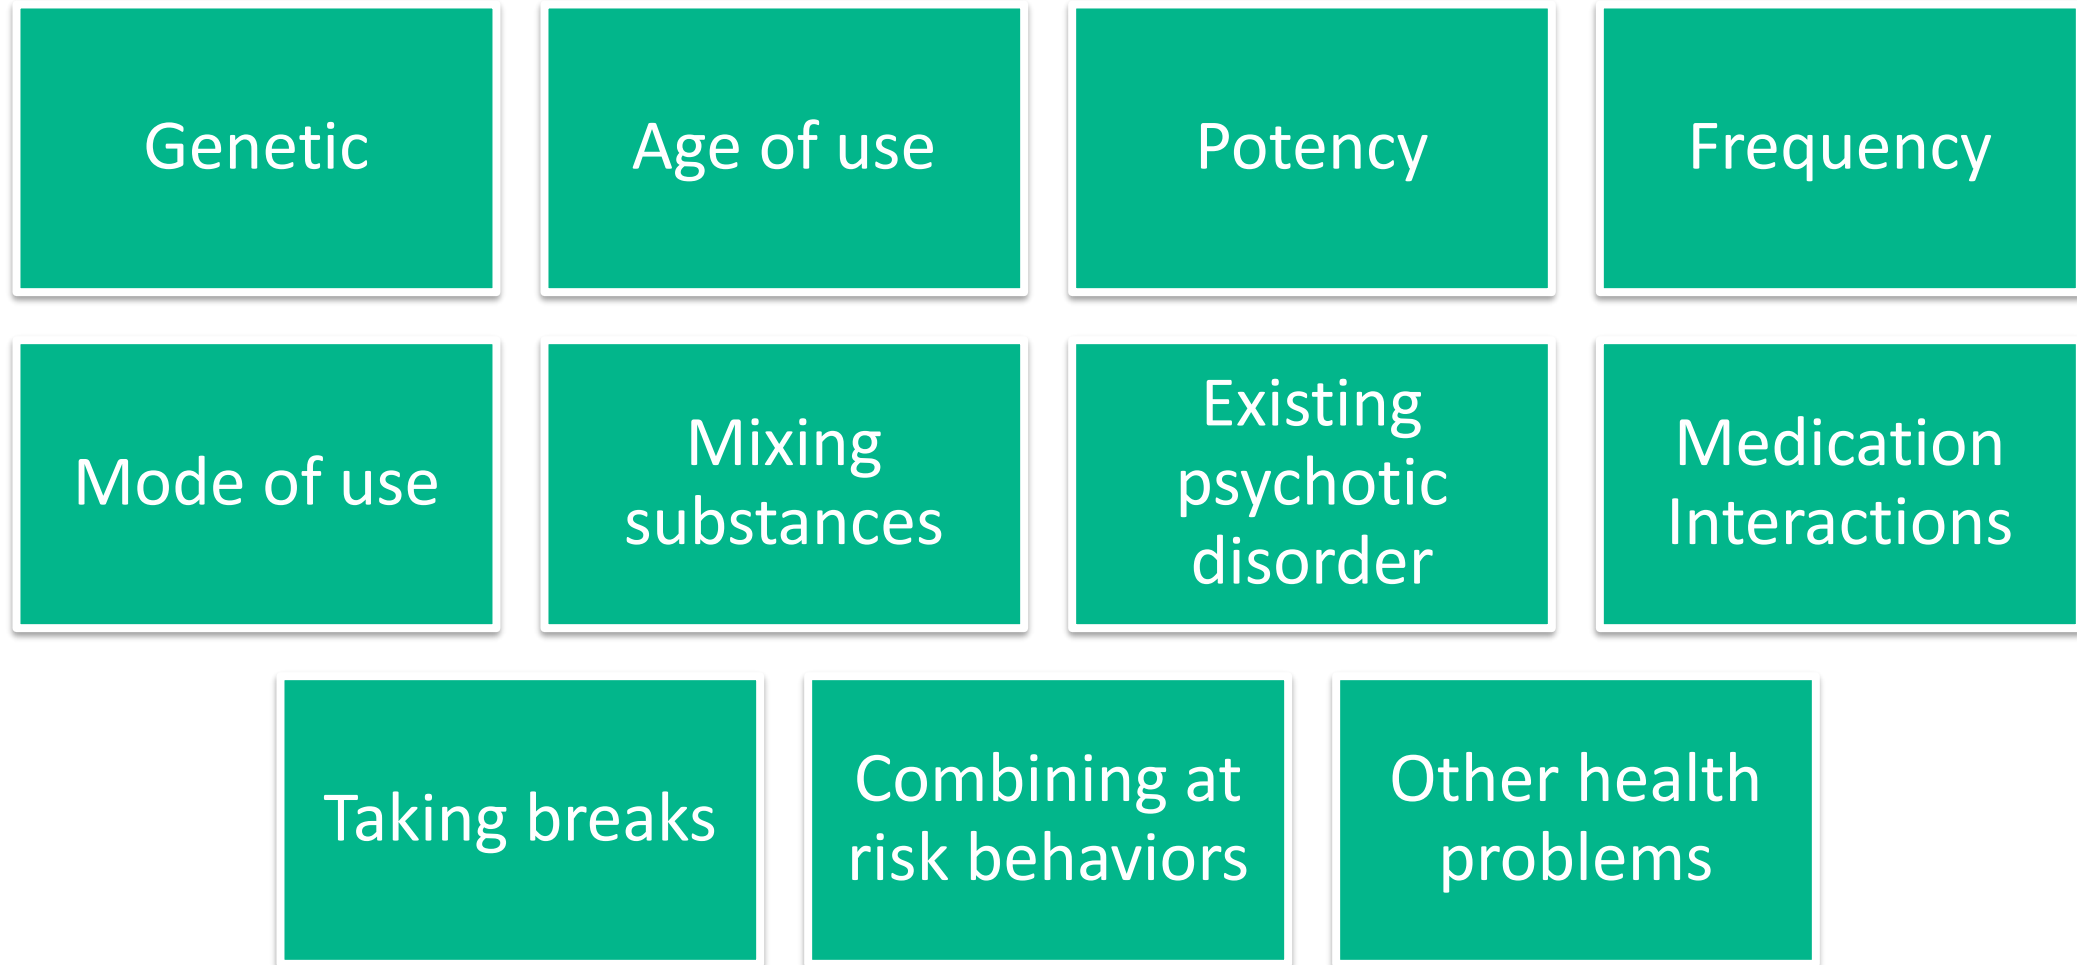 Genetic
Age of use
Potency
Frequency
Mode of use
Mixing
substances
Existing
psychotic
disorder
Medication
Interactions
Taking breaks
Combining at
risk behaviors
Other health
problems